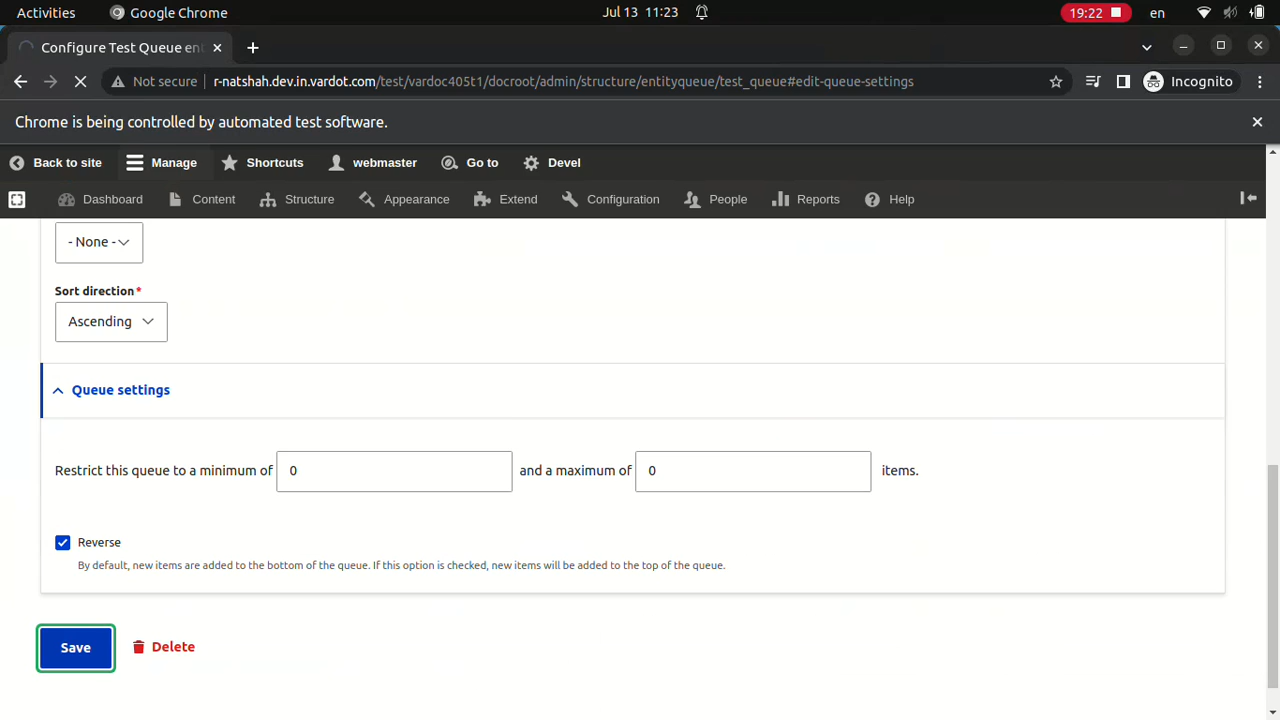 Activities
Google Chrome
Jul 13 11:23
19:22
en
Configure Test Queue ent
Not secure
r-natshah.dev.in.vardot.com/test/vardoc405t1/docroot/admin/structure/entityqueue/test_queue#edit-queue-settings
Incognito
Chrome is being controlled by automated test software.
Back to site
Manage
Shortcuts
webmaster
Go to
Devel
Dashboard
Content
Structure
Appearance
Extend
Configuration
People
Reports
Help
- None -
Sort direction*
Ascending
Queue settings
Restrict this queue to a minimum of 0 and a maximum of 0 items.
Reverse
By default, new items are added to the bottom of the queue. If this option is checked, new items will be added to the top of the queue.
Save
Delete